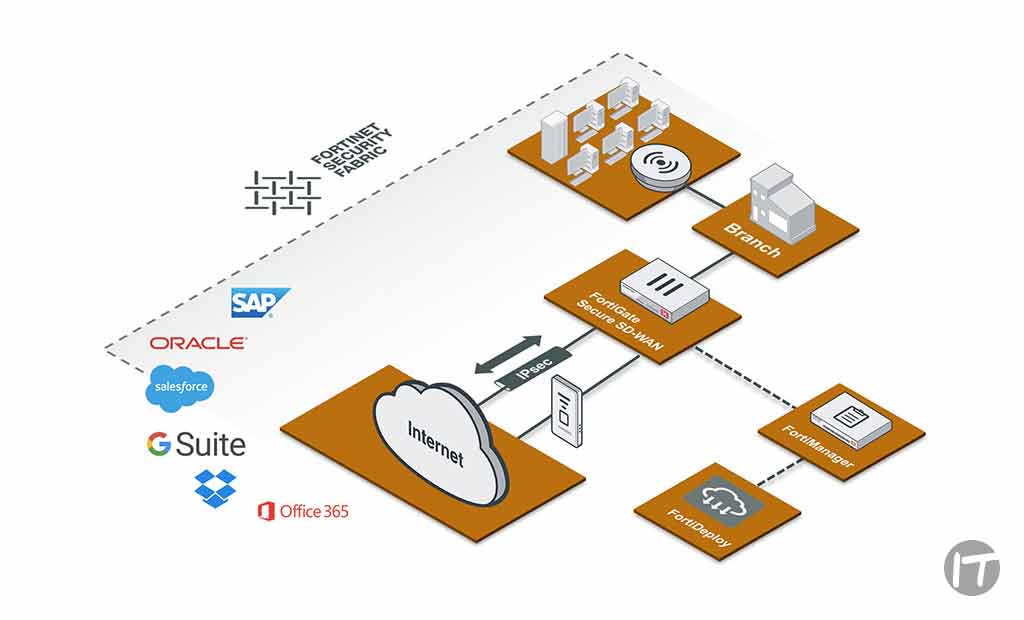 FORTINET
SECURITY
FABRIC
Branch
FortiGate
Secure SD-WAN
SAP
ORACLE
salesforce
G Suite
Office 365
IPsec
Internet
FortiManager
FortiDeploy
IT